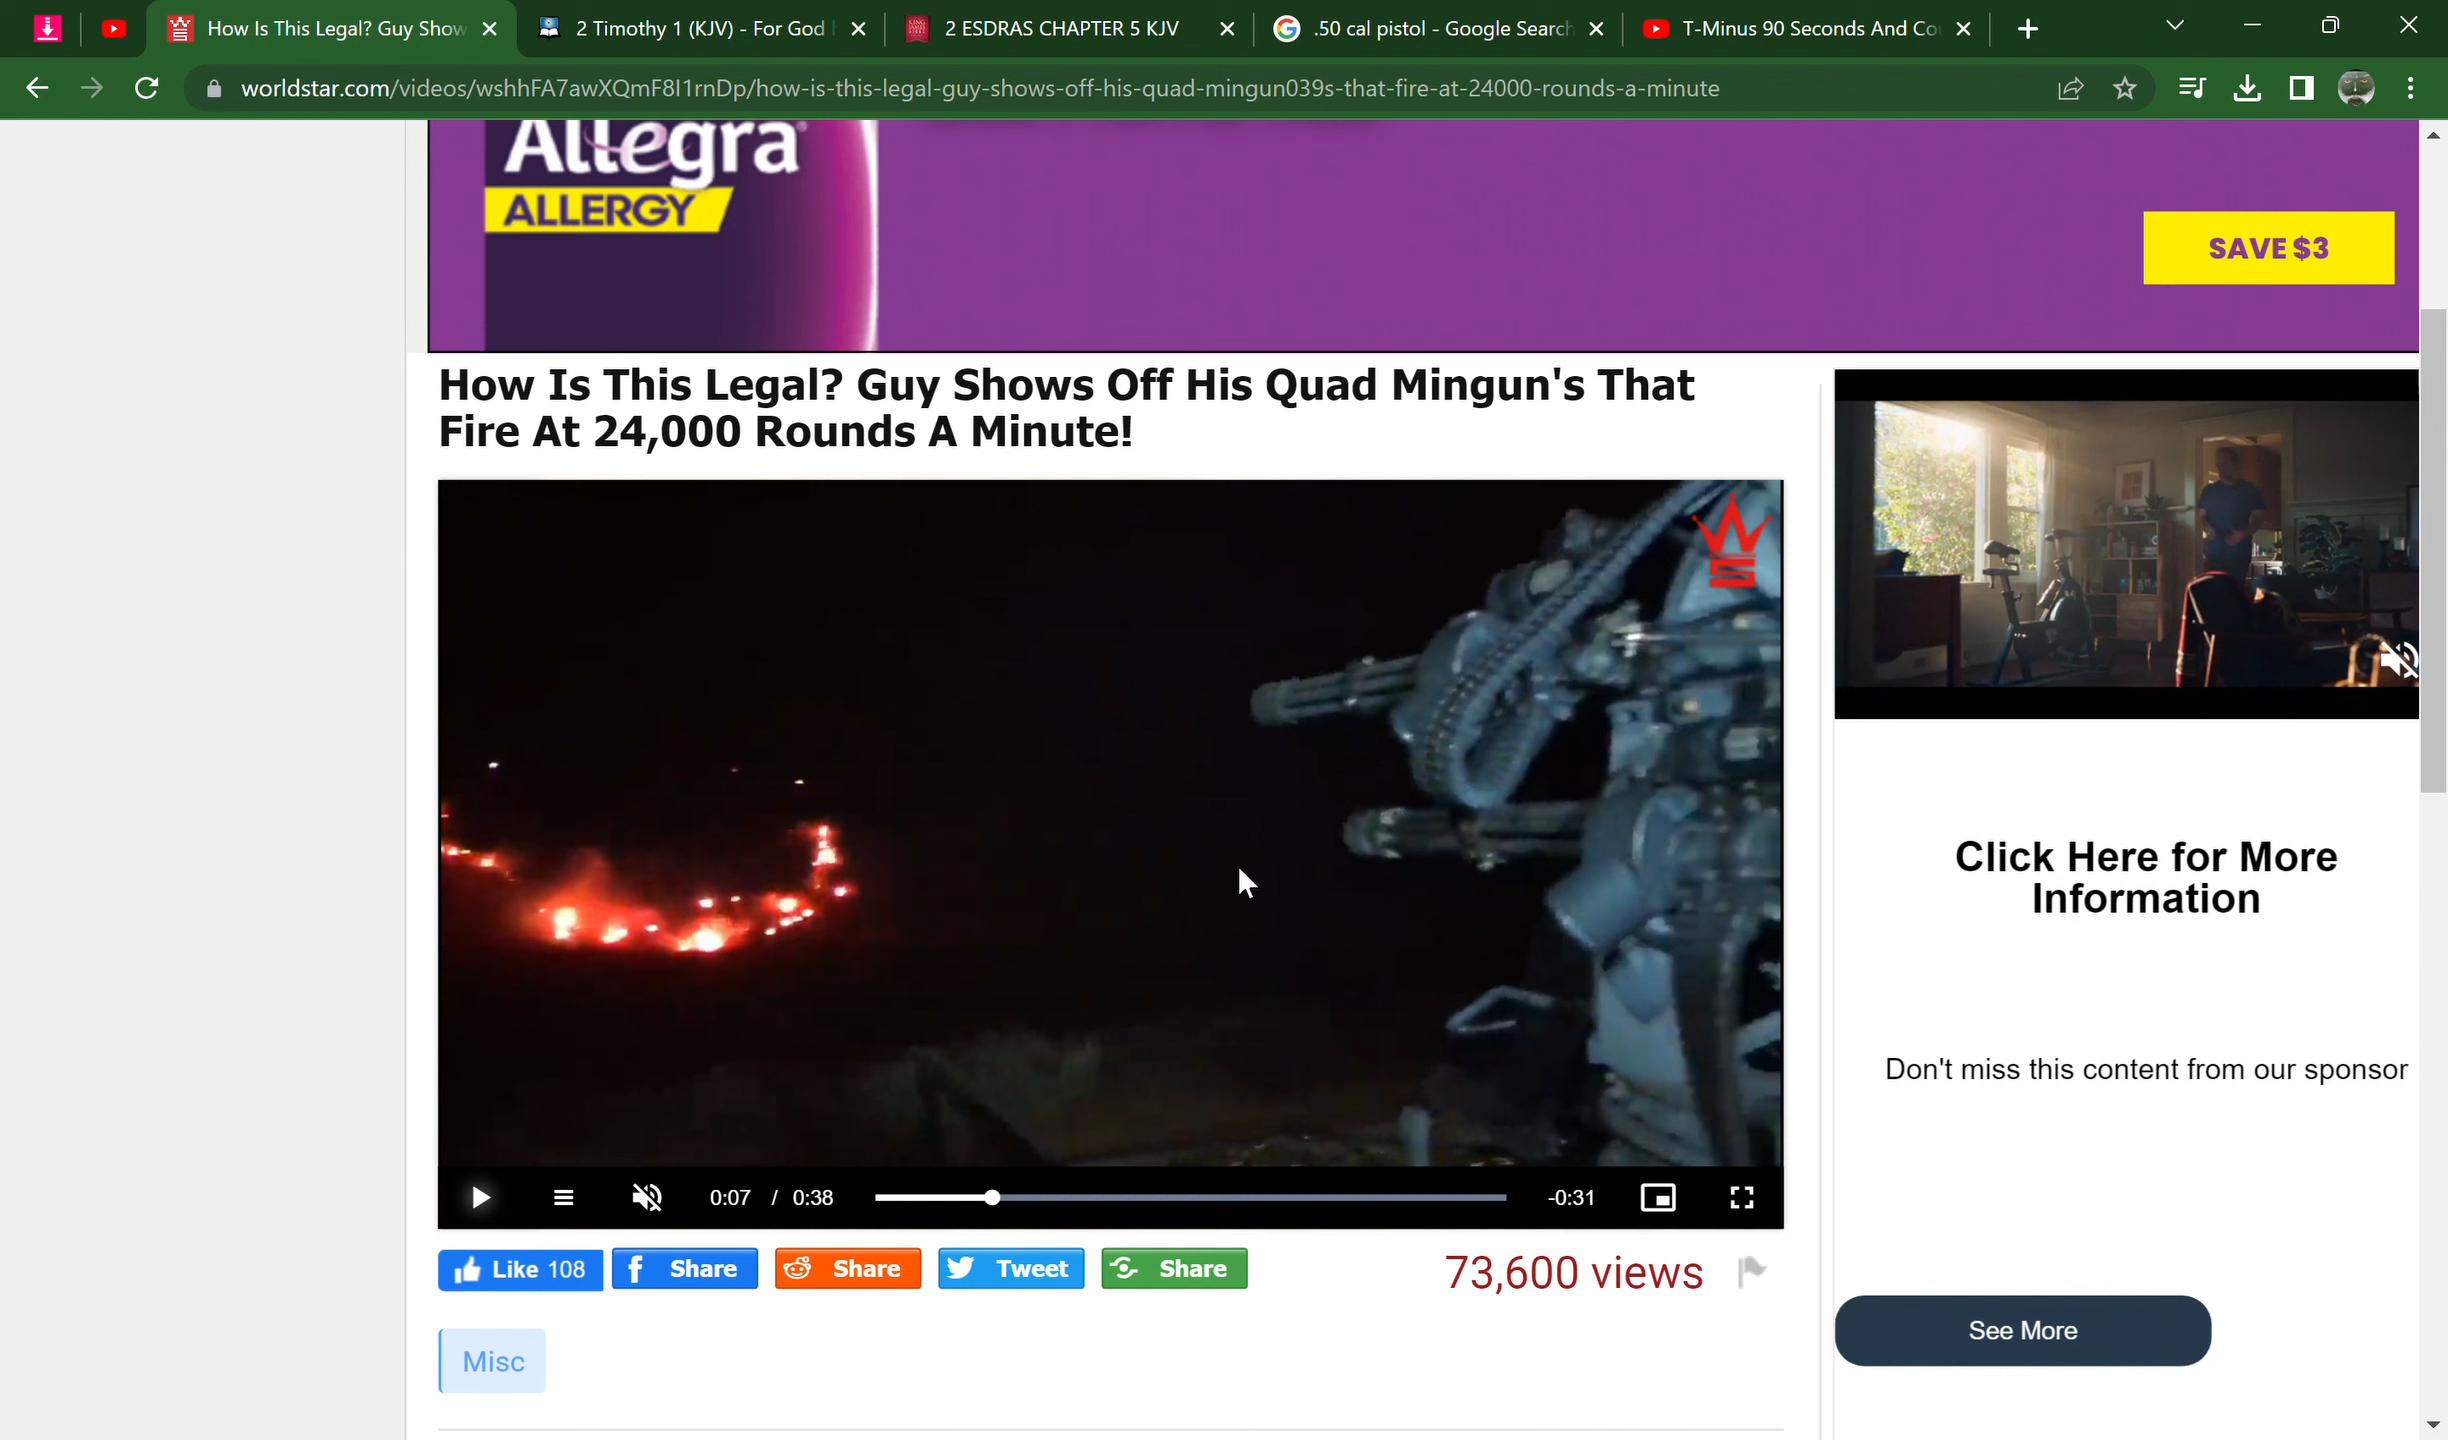 How Is This Legal? Guy Show
2 Timothy 1 (KJV) - For God
2 ESDRAS CHAPTER 5 KJV
.50 cal pistol - Google Search
T-Minus 90 Seconds And Co
worldstar.com/videos/wshhFA7awXQmF8I1rnDp/how-is-this-legal-guy-shows-off-his-quad-mingun039s-that-fire-at-24000-rounds-a-minute
Allegra
ALLERGY
SAVE $3
How Is This Legal? Guy Shows Off His Quad Mingun's That
Fire At 24,000 Rounds A Minute!
0:07 / 0:38
-0:31
Like 108
Share
Share
Tweet
Share
73,600 views
Misc
Click Here for More
Information
Don't miss this content from our sponsor
See More